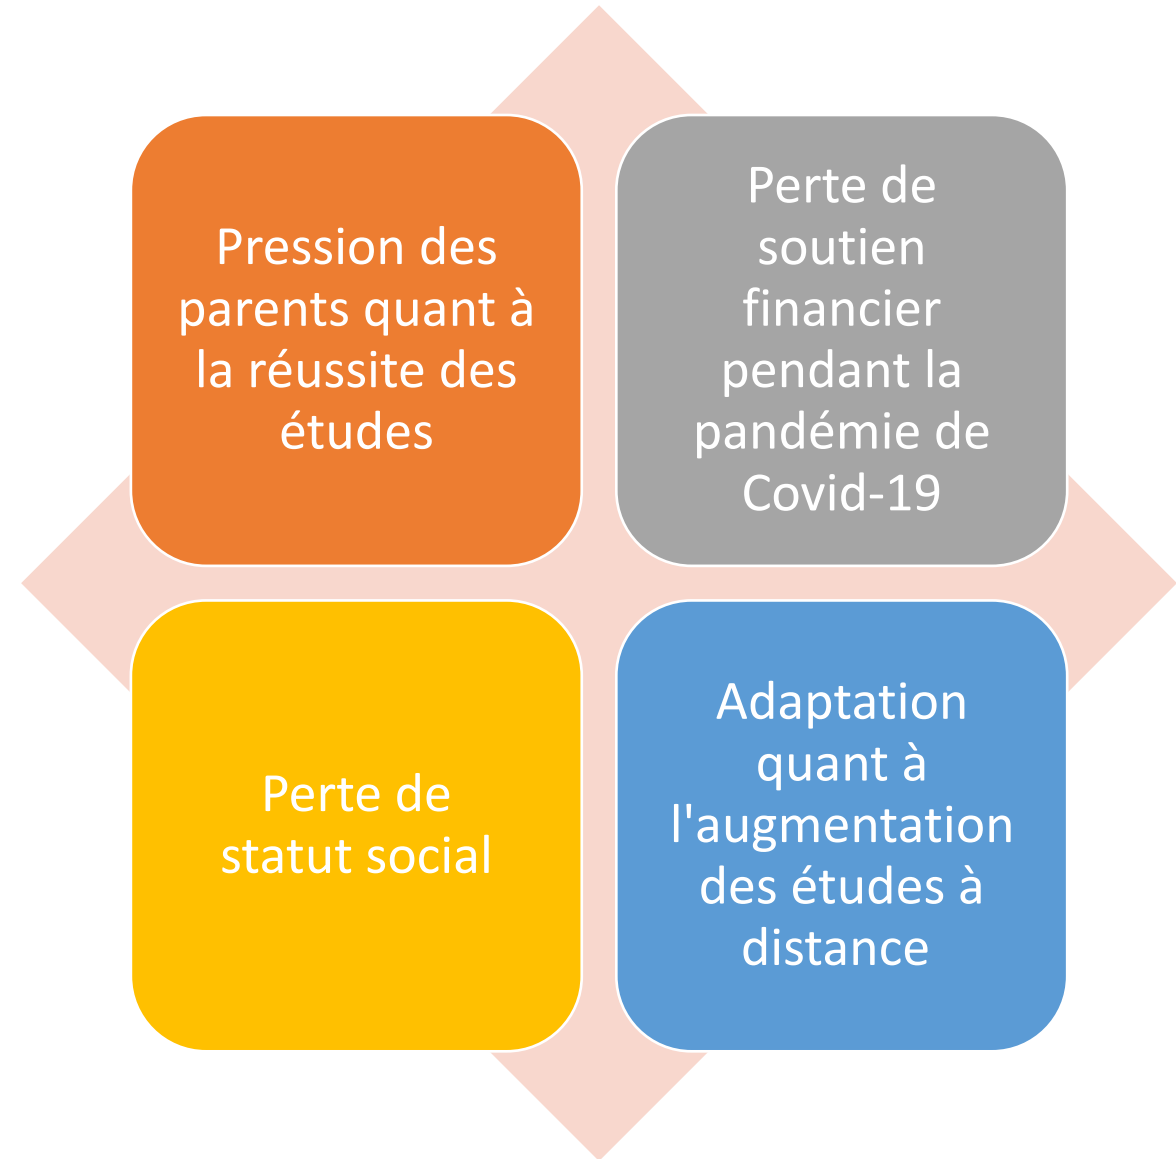 Pression des
parents quant à
la réussite des
études
Perte de
soutien
financier
pendant la
pandémie de
Covid-19
Perte de
statut social
Adaptation
quant à
l'augmentation
des études à
distance